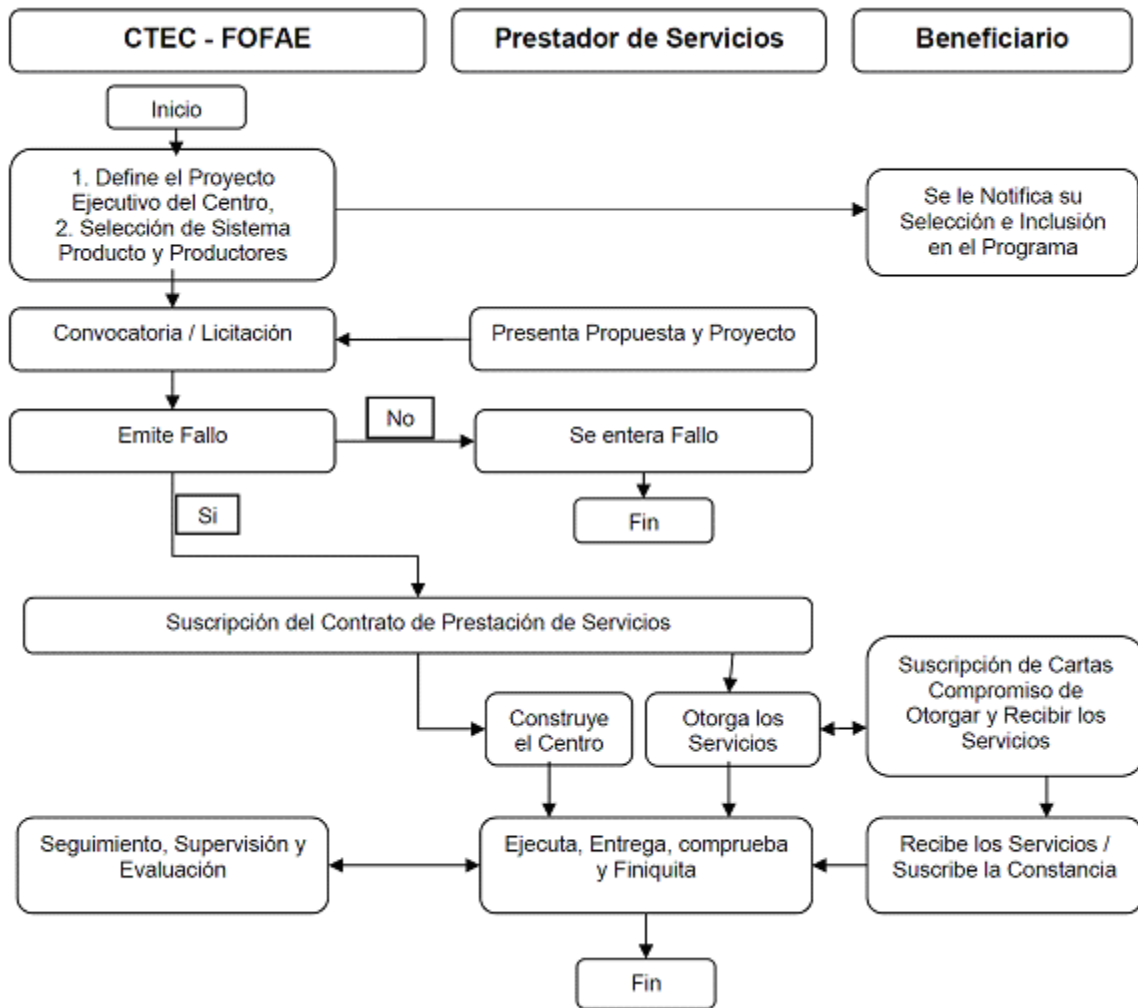 CTEC - FOFAE
Prestador de Servicios
Beneficiario
Inicio
1. Define el Proyecto
Ejecutivo del Centro,
2. Selección de Sistema
Producto y Productores
Se le Notifica su
Selección e Inclusión
en el Programa
Convocatoria / Licitación
Presenta Propuesta y Proyecto
Emite Fallo
No
Se entera Fallo
Si
Fin
Suscripción del Contrato de Prestación de Servicios
Construye
el Centro
Otorga los
Servicios
Suscripción de Cartas
Compromiso de
Otorgar y Recibir los
Servicios
Seguimiento, Supervisión y
Evaluación
Ejecuta, Entrega, comprueba
y Finiquita
Recibe los Servicios /
Suscribe la Constancia
Fin